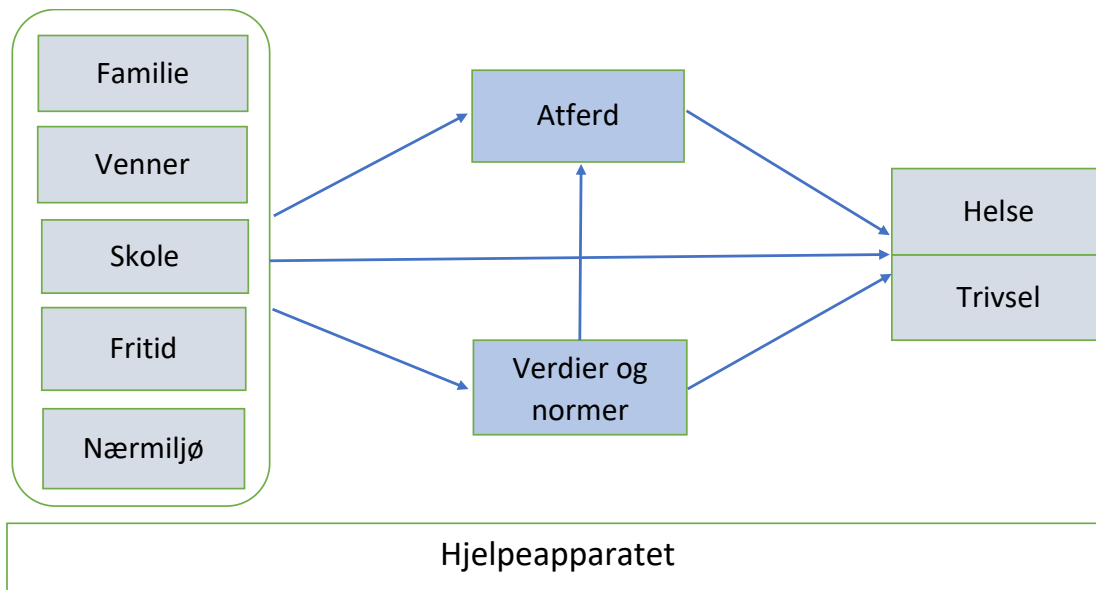 Familie
Venner
Skole
Fritid
Nærmiljø
Atferd
Verdier og
normer
Helse
Trivsel
Hjelpeapparatet